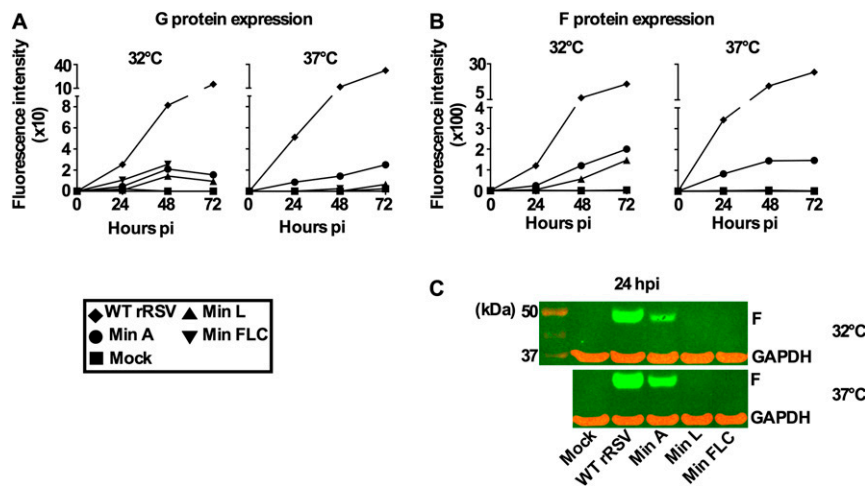 A
G protein expression
32°C
37°C
Fluorescence intensity
(x10)
40
10
8
6
4
2
0
0 24 48 72
0 24 48 72
Hours pi
Hours pi
B
F protein expression
32°C
37°C
Fluorescence intensity
(x100)
30
5
4
3
2
1
0
0 24 48 72
0 24 48 72
Hours pi
Hours pi
WT rRSV
Min L
Min A
Min FLC
Mock
C
24 hpi
(kDa)
50
37
F
GAPDH
32°C
F
GAPDH
37°C
Mock
WT rRSV
Min A
Min L
Min FLC